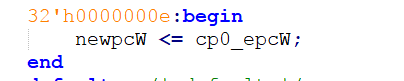 32'h0000000e:begin
newpcW <= cp0_epcW;
end